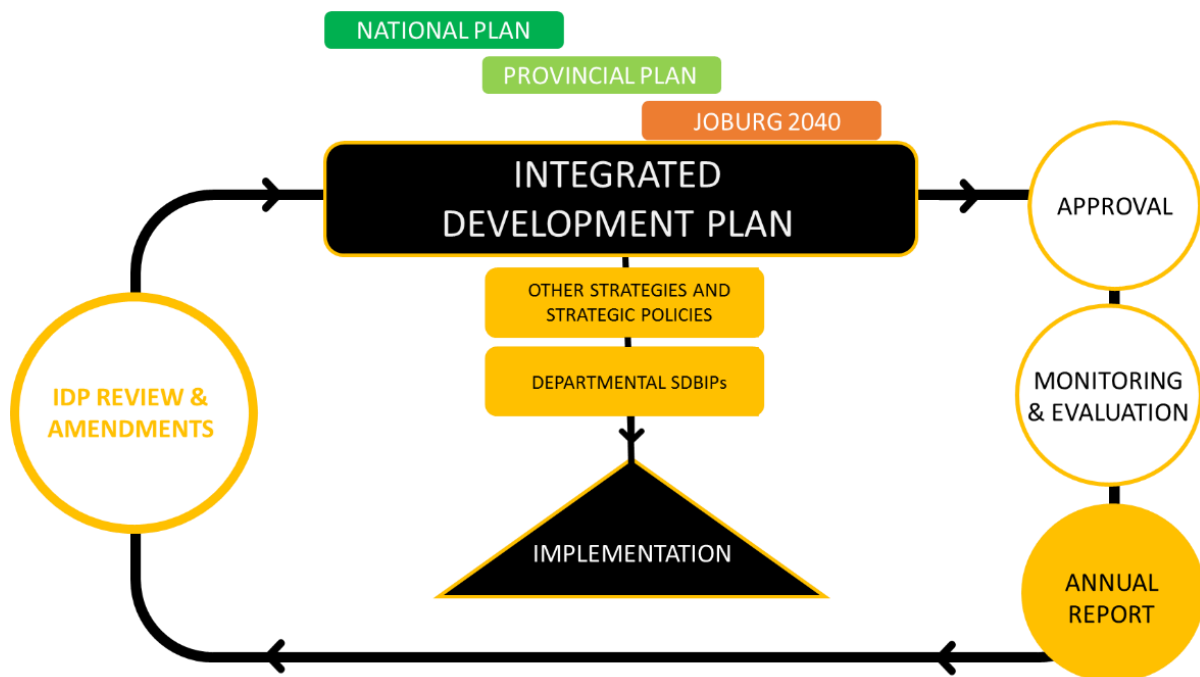 NATIONAL PLAN
PROVINCIAL PLAN
JOBURG 2040
INTEGRATED
DEVELOPMENT PLAN
APPROVAL
OTHER STRATEGIES AND
STRATEGIC POLICIES
DEPARTMENTAL SDBIPs
MONITORING
& EVALUATION
IDP REVIEW &
AMENDMENTS
IMPLEMENTATION
ANNUAL
REPORT